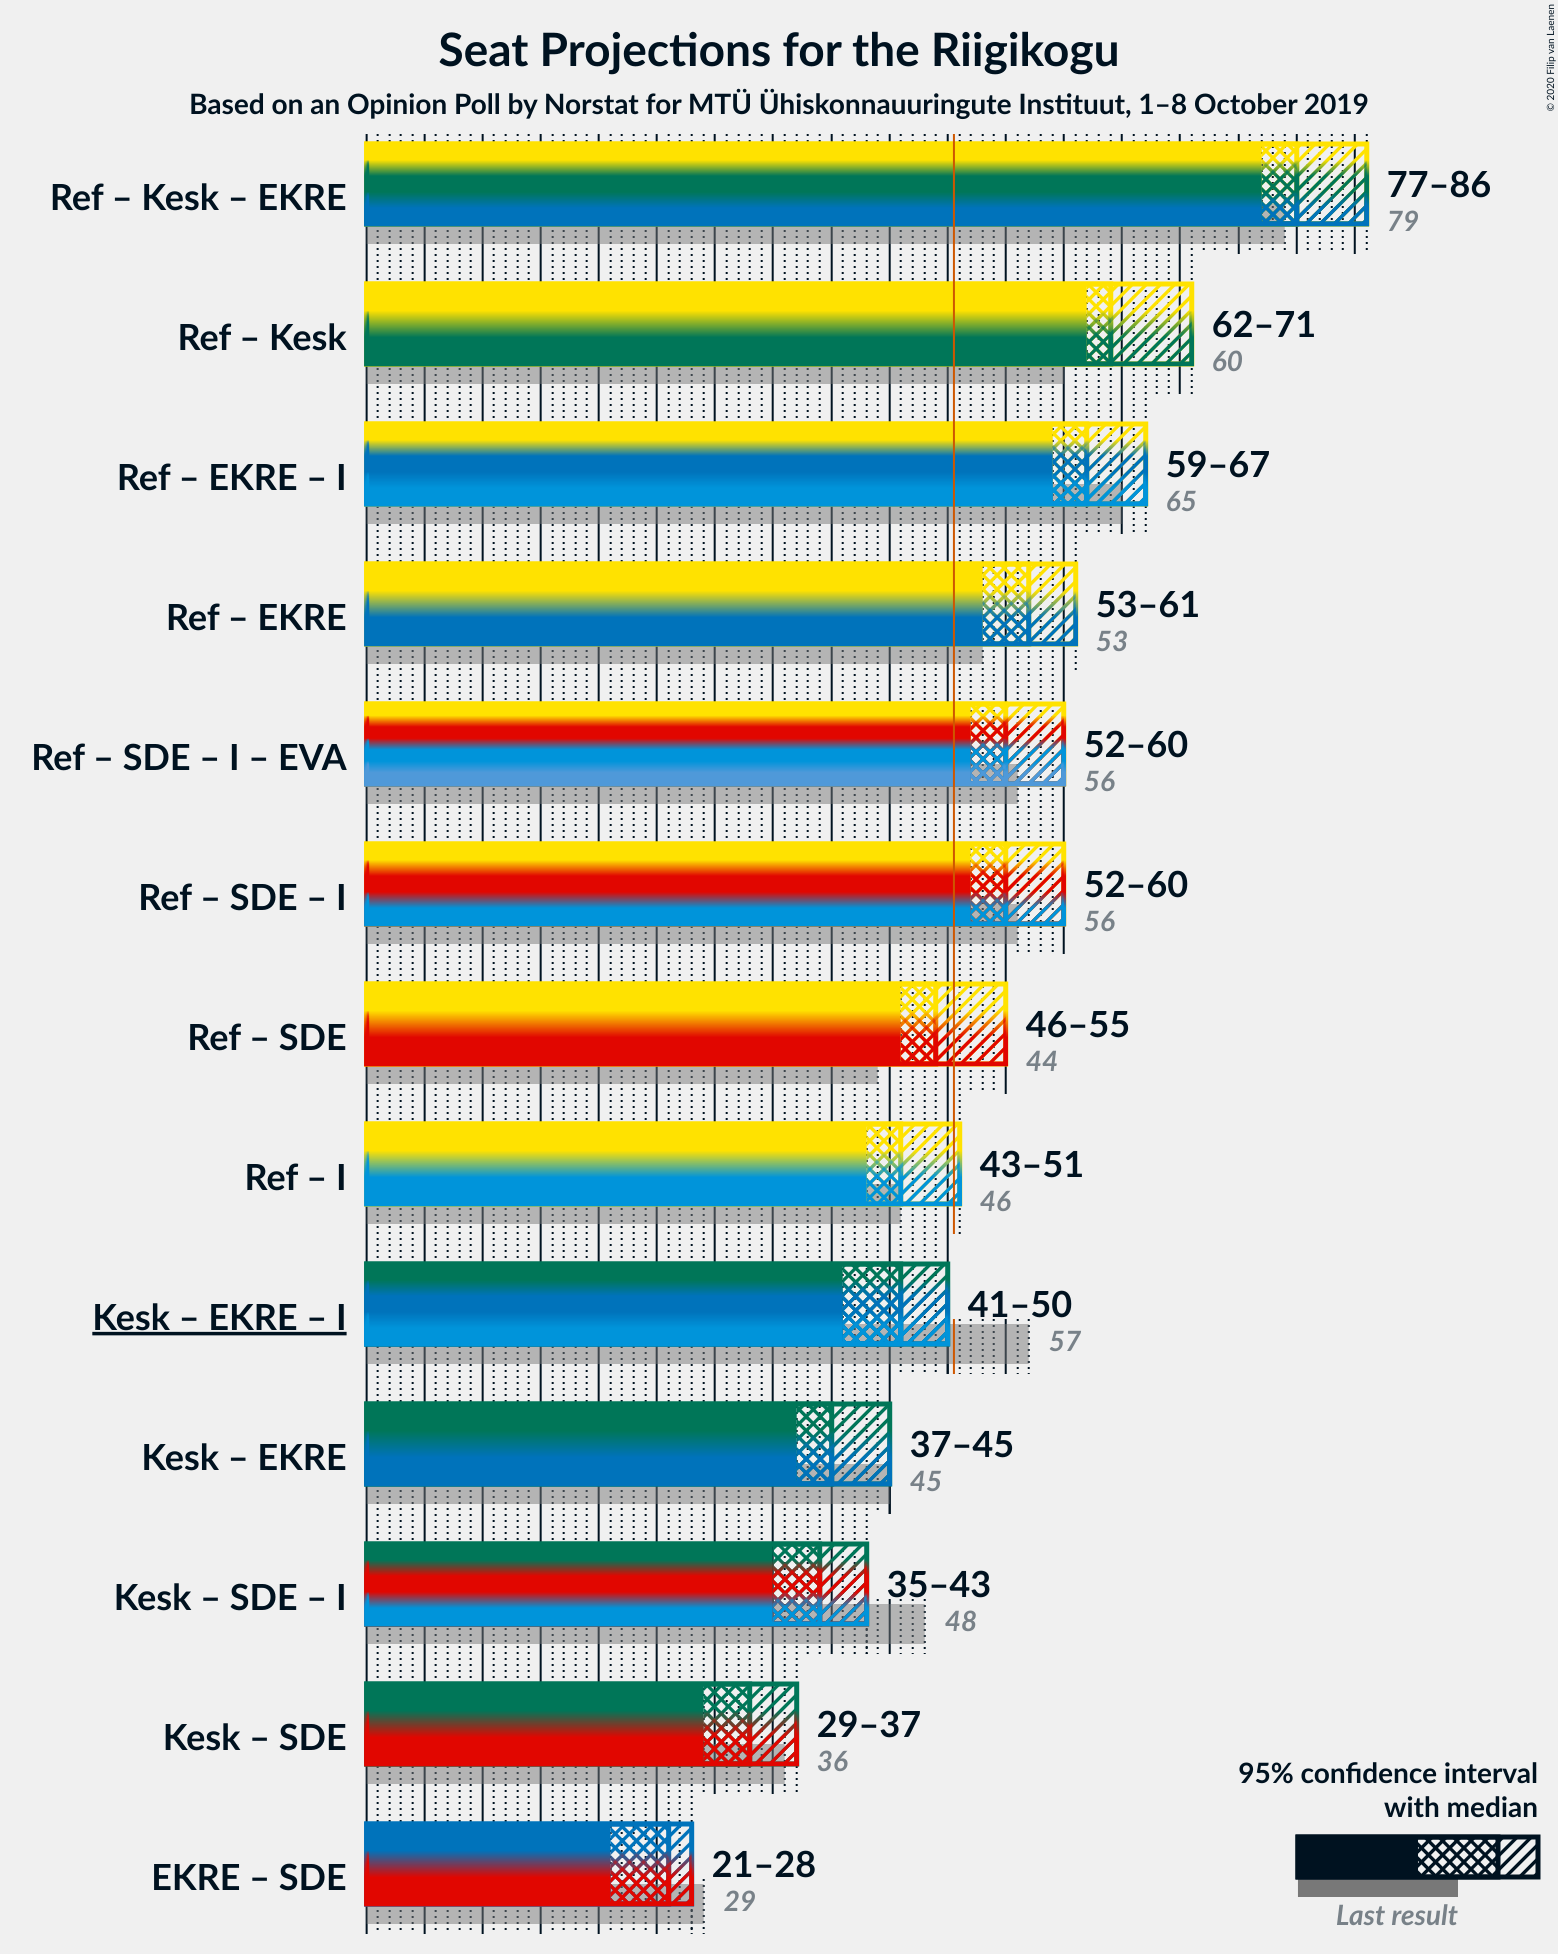 Seat Projections for the Riigikogu
Based on an Opinion Poll by Norstat for MTÜ Ühiskonnauuringute Instituut, 1–8 October 2019
© 2020 Filip van Laenen
Ref – Kesk – EKRE
77–86
79
Ref – Kesk
62–71
60
Ref – EKRE – I
59–67
65
Ref – EKRE
53–61
53
Ref – SDE – I – EVA
52–60
56
Ref – SDE – I
52–60
56
Ref – SDE
46–55
44
Ref – I
43–51
46
Kesk – EKRE – I
41–50
57
Kesk – EKRE
37–45
45
Kesk – SDE – I
35–43
48
Kesk – SDE
29–37
36
EKRE – SDE
21–28
29
95% confidence interval
with median
Last result